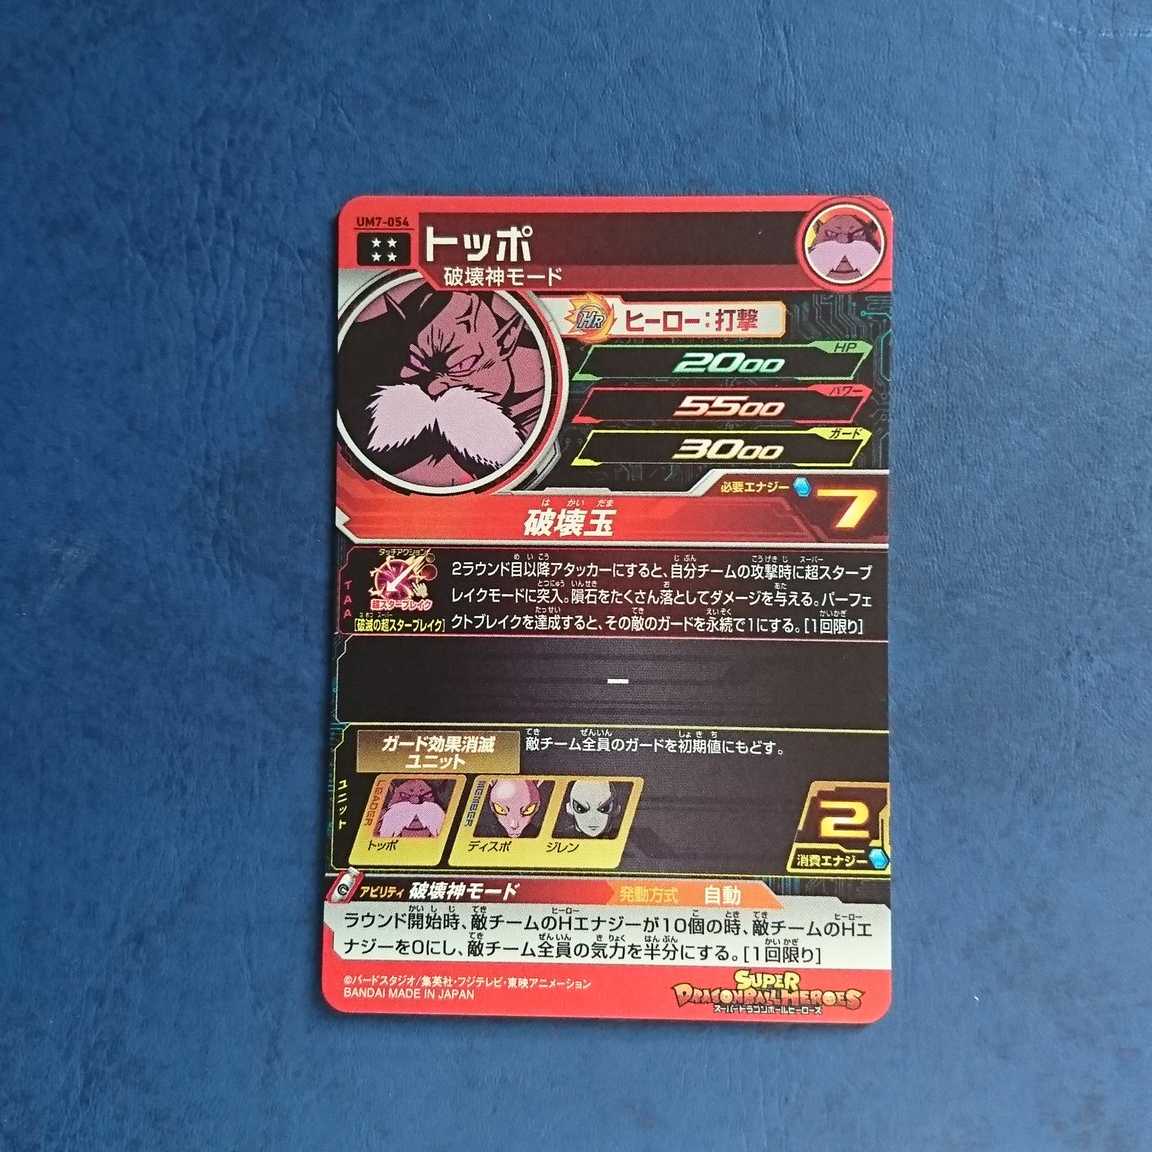 UM7-054
トッポ
破壊神モード
HR ヒーロー:打撃
2000 HP
5500 パワー
3000 ガード
必要エナジー 7
は かい だま
破壊玉
TAA
タッチアクション
超スターブレイク
[破滅の超スターブレイク]
2ラウンド目以降アタッカーにすると、自分チームの攻撃時に超スターブ
レイクモードに突入。隕石をたくさん落としてダメージを与える。パーフェ
クトブレイクを達成すると、その敵のガードを永続で1にする。[1回限り]
ー
ユニット
ガード効果消滅
ユニット
敵チーム全員のガードを初期値にもどす。
LEADER
トッポ
MEMBER
ディスポ
ジレン
2
消費エナジー
アビリティ 破壊神モード
発動方式 自動
ラウンド開始時、敵チームのHエナジーが10個の時、敵チームのHエ
ナジーを0にし、敵チーム全員の気力を半分にする。[1回限り]
©バードスタジオ/集英社・フジテレビ・東映アニメーション
BANDAI MADE IN JAPAN
SUPER
DRAGONBALL HEROES
スーパードラゴンボールヒーローズ